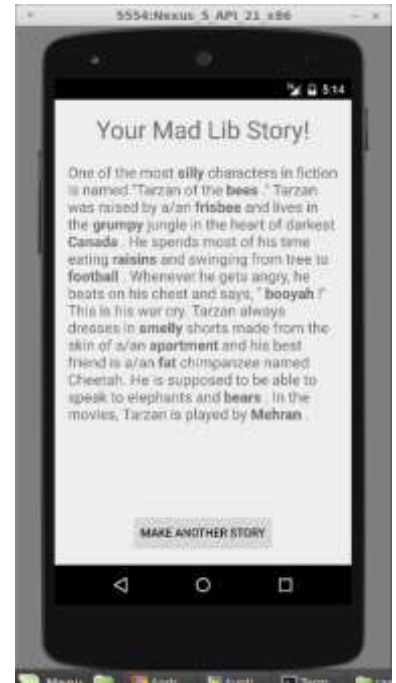 5554:Nexus_5_API_21_x86
5:14
Your Mad Lib Story!
One of the most silly characters in fiction
is named "Tarzan of the bees ." Tarzan
was raised by a/an frisbee and lives in
the grumpy jungle in the heart of darkest
Canada . He spends most of his time
eating raisins and swinging from tree to
football . Whenever he gets angry, he
beats on his chest and says, " booyah !"
This is his war cry. Tarzan always
dresses in smelly shorts made from the
skin of a/an apartment and his best
friend is a/an fat chimpanzee named
Cheetah. He is supposed to be able to
speak to elephants and bears . In the
movies, Tarzan is played by Mehran .
MAKE ANOTHER STORY
Menu